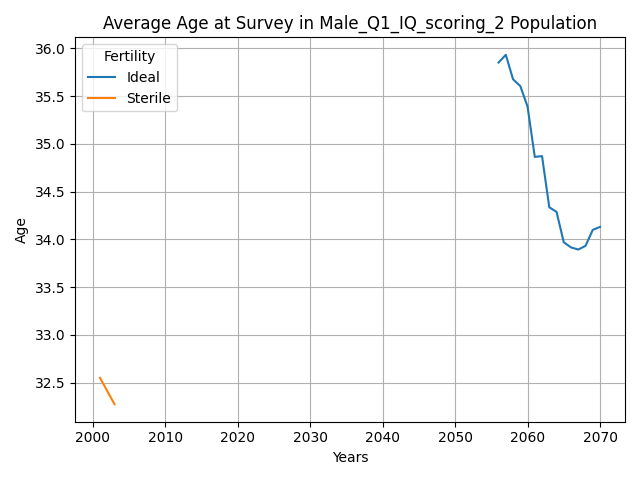 Average Age at Survey in Male_Q1_IQ_scoring_2 Population
Fertility
Ideal
Sterile
36.0
35.5
35.0
34.5
34.0
33.5
33.0
32.5
Age
2000 2010 2020 2030 2040 2050 2060 2070
Years